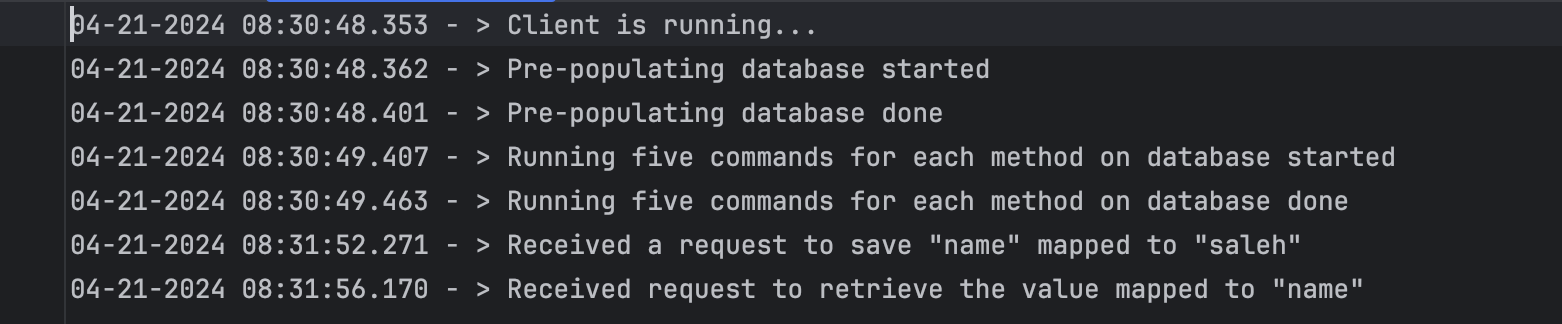 04-21-2024 08:30:48.353 - > Client is running...
04-21-2024 08:30:48.362 - > Pre-populating database started
04-21-2024 08:30:48.401 - > Pre-populating database done
04-21-2024 08:30:49.407 - > Running five commands for each method on database started
04-21-2024 08:30:49.463 - > Running five commands for each method on database done
04-21-2024 08:31:52.271 - > Received a request to save "name" mapped to "saleh"
04-21-2024 08:31:56.170 - > Received request to retrieve the value mapped to "name"